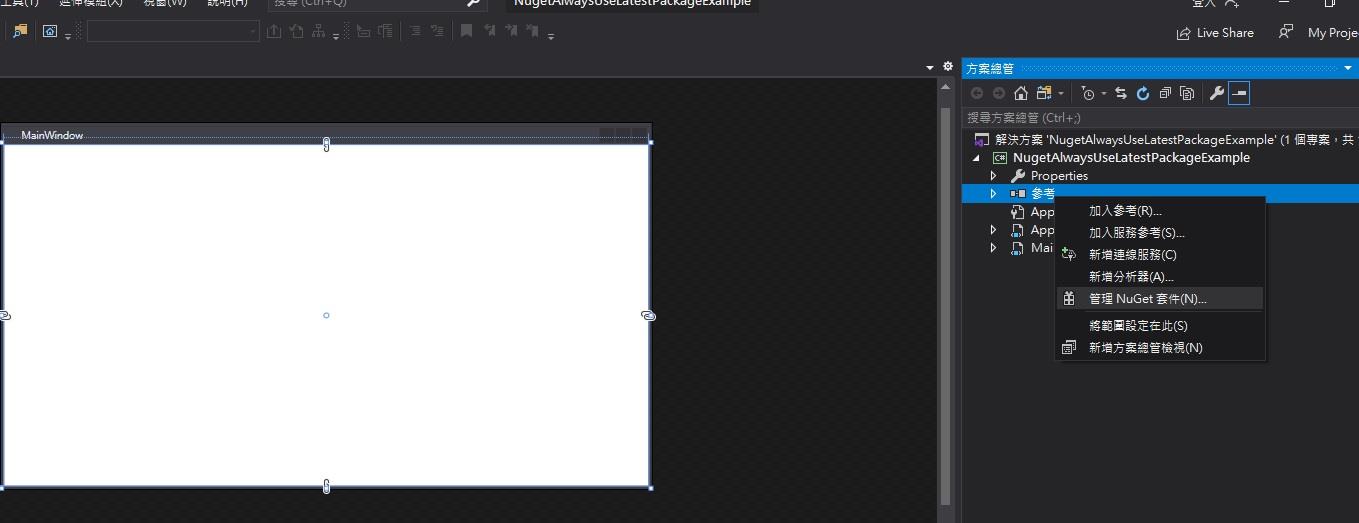 工具(T) 延伸模組(X) 視窗(W) 說明(H) 搜尋 (Ctrl+Q) NugetAlwaysUseLatestPackageExample 登入
Live Share My Proje
方案總管
搜尋方案總管 (Ctrl+;)
MainWindow
解決方案 'NugetAlwaysUseLatestPackageExample' (1 個專案，共
NugetAlwaysUseLatestPackageExample
Properties
參考
App
App
Mai
加入參考(R)...
加入服務參考(S)...
新增連線服務(C)
新增分析器(A)...
管理 NuGet 套件(N)...
將範圍設定在此(S)
新增方案總管檢視(N)